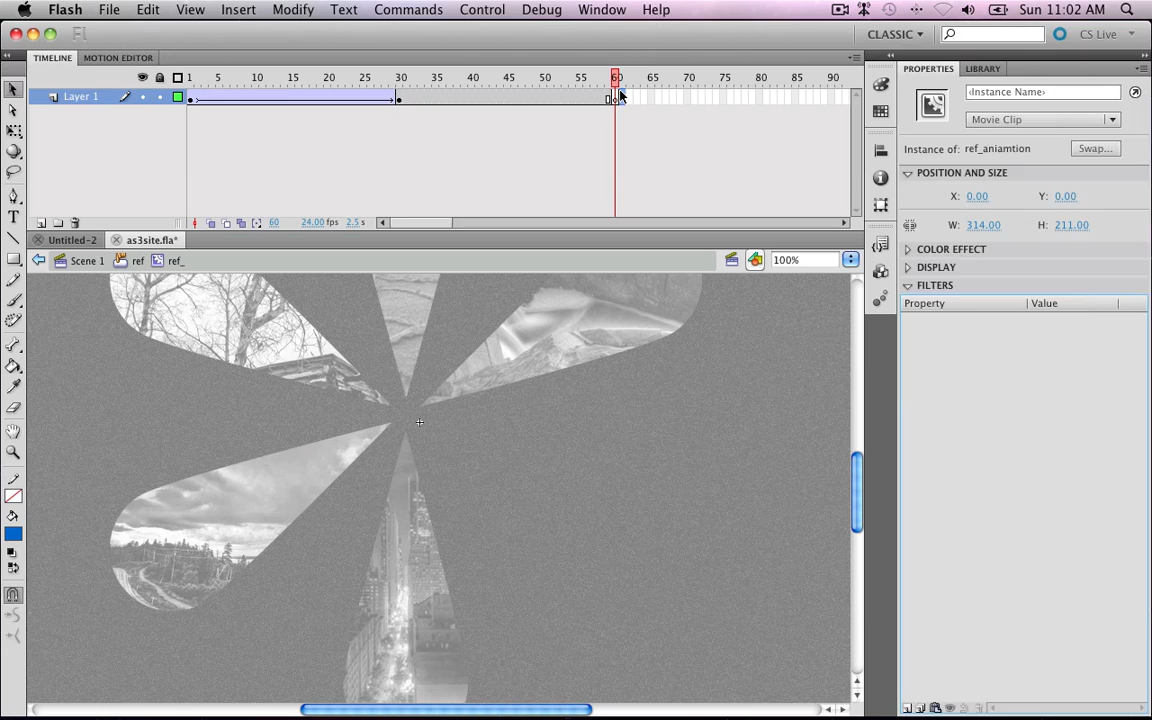 Flash File Edit View Insert Modify Text Commands Control Debug Window Help Sun 11:02 AM
Fl CLASSIC CS Live
TIMELINE MOTION EDITOR
PROPERTIES LIBRARY
1 5 10 15 20 25 30 35 40 45 50 55 60 65 70 75 80 85 90
Layer 1
‹Instance Name›
Movie Clip
Instance of: ref_aniamtion Swap...
POSITION AND SIZE
X: 0.00 Y: 0.00
W: 314.00 H: 211.00
60 24.00 fps 2.5 s
Untitled-2 as3site.fla*
COLOR EFFECT
Scene 1 ref ref_ 100%
DISPLAY
FILTERS
Property Value
T